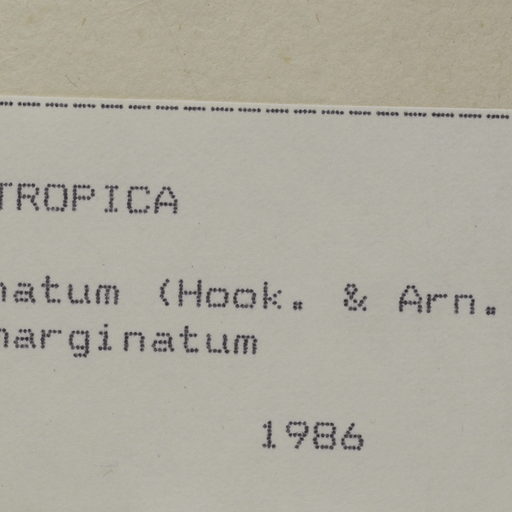 TROPICA
natum (Hook. & Arn.
marginatum
1986